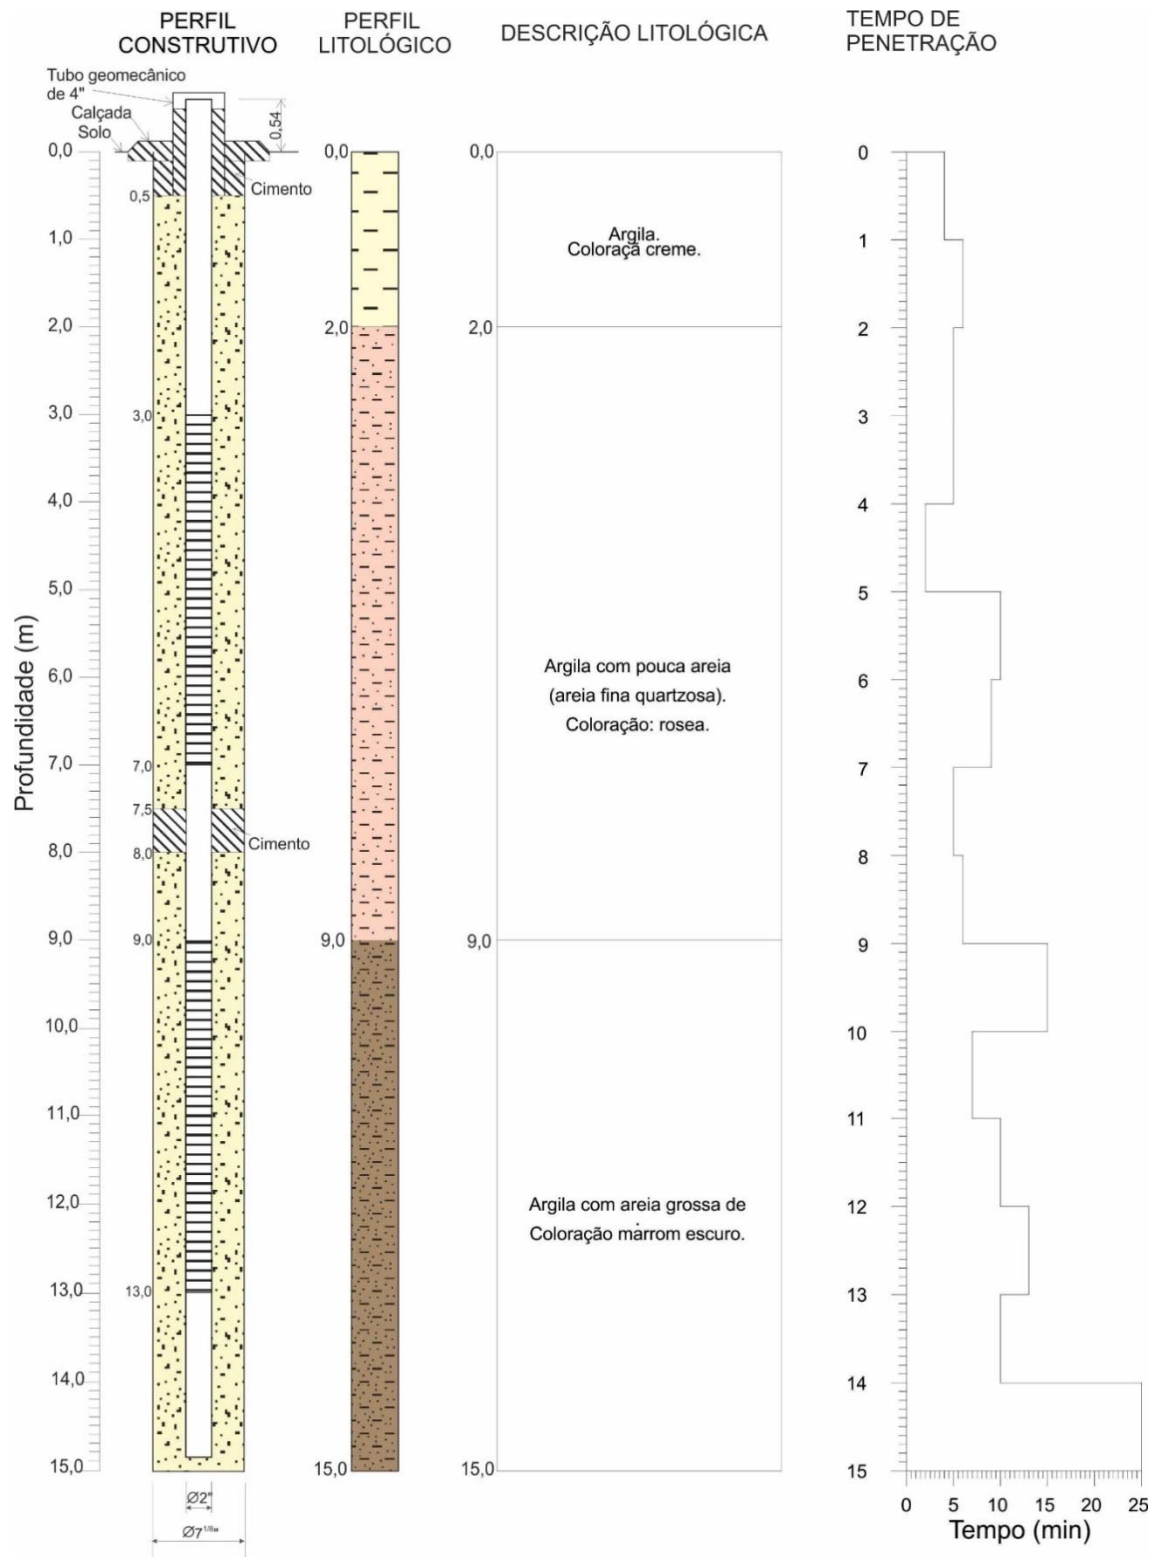 PERFIL
CONSTRUTIVO
PERFIL
LITOLÓGICO
DESCRIÇÃO LITOLÓGICA
TEMPO DE
PENETRAÇÃO
Tubo geomecânico
de 4"
Calçada
Solo
0,54
Cimento
0,5
3,0
7,0
7,5
8,0
Cimento
9,0
13,0
Profundidade (m)
0,0
1,0
2,0
3,0
4,0
5,0
6,0
7,0
8,0
9,0
10,0
11,0
12,0
13,0
14,0
15,0
Ø2"
Ø7 1/8"
0,0
2,0
9,0
15,0
0,0
Argila.
Coloraçã creme.
Argila com pouca areia
(areia fina quartzosa).
Coloração: rosea.
9,0
Argila com areia grossa de
Coloração marrom escuro.
15,0
0
1
2
3
4
5
6
7
8
9
10
11
12
13
14
15
0 5 10 15 20 25
Tempo (min)